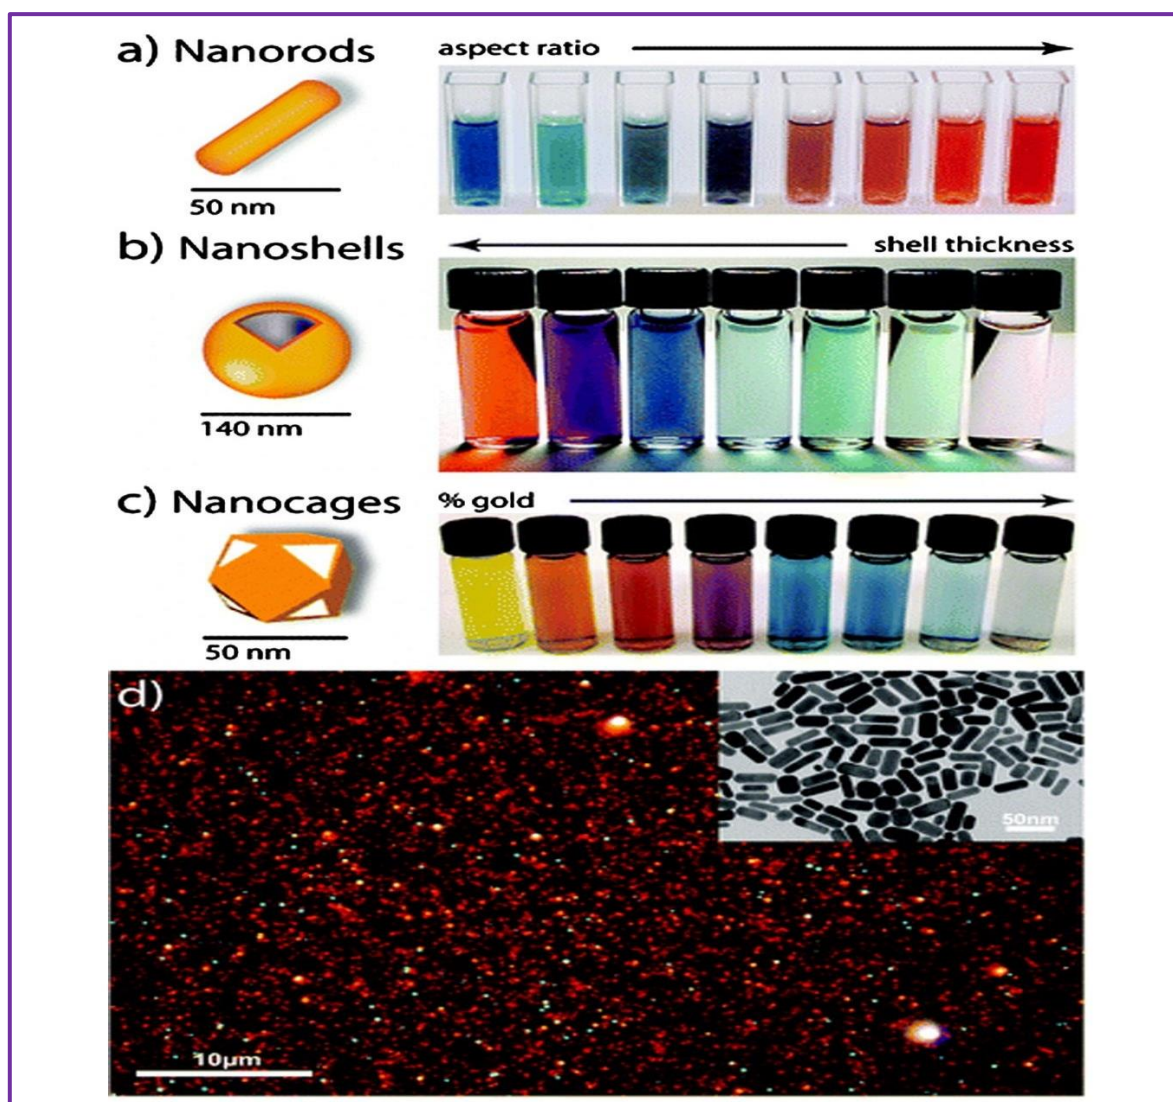 a) Nanorods
aspect ratio
50 nm
b) Nanoshells
shell thickness
140 nm
c) Nanocages
% gold
50 nm
d)
50nm
10µm